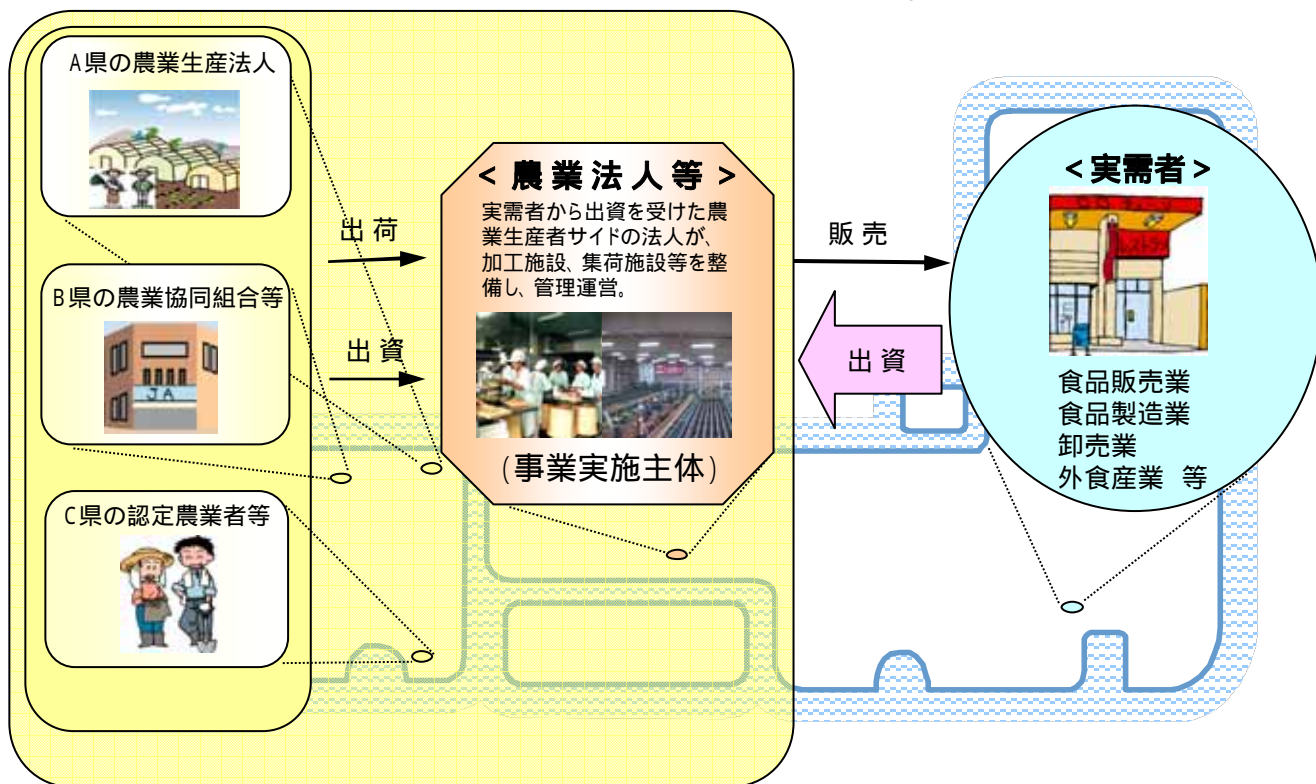 A県の農業生産法人
B県の農業協同組合等
JA
C県の認定農業者等
出荷
出資
<農業法人等>
実需者から出資を受けた農
業生産者サイドの法人が、
加工施設、集荷施設等を整
備し、管理運営。
(事業実施主体)
販売
出資
<実需者>
食品販売業
食品製造業
卸売業
外食産業 等